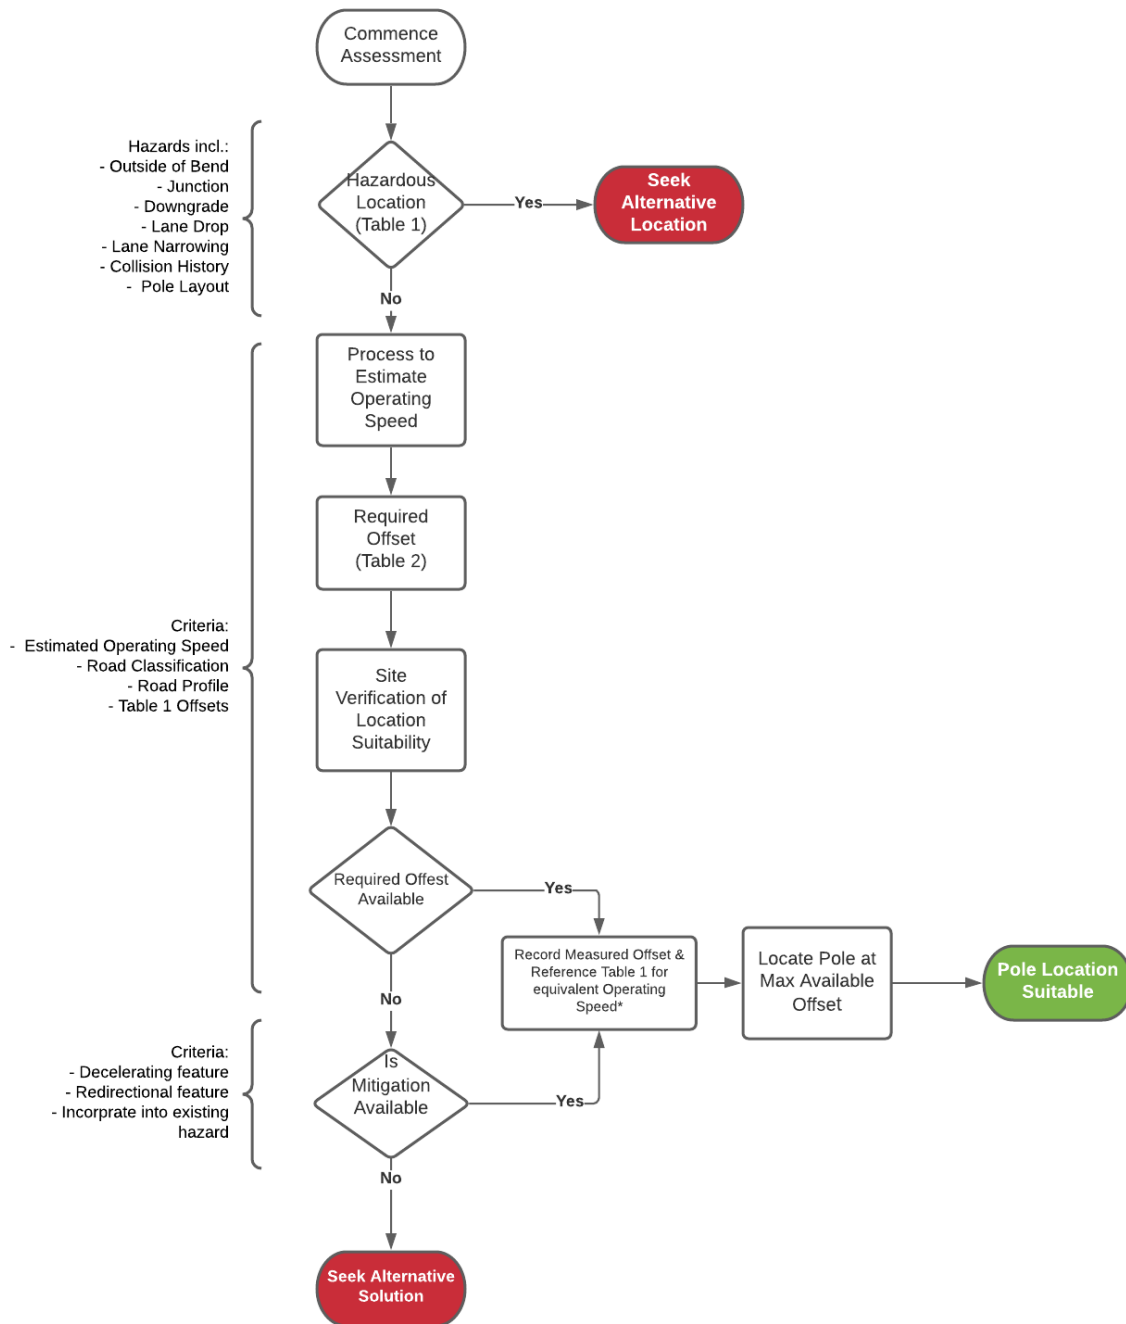 Commence
Assessment
Hazards incl.:
- Outside of Bend
- Junction
- Downgrade
- Lane Drop
- Lane Narrowing
- Collision History
- Pole Layout
Hazardous
Location
(Table 1)
Yes
Seek
Alternative
Location
No
Process to
Estimate
Operating
Speed
Required
Offset
(Table 2)
Criteria:
- Estimated Operating Speed
- Road Classification
- Road Profile
- Table 1 Offsets
Site
Verification of
Location
Suitability
Required Offest
Available
Yes
Record Measured Offset &
Reference Table 1 for
equivalent Operating
Speed*
Locate Pole at
Max Available
Offset
Pole Location
Suitable
No
Criteria:
- Decelerating feature
- Redirectional feature
- Incorprate into existing
hazard
Is
Mitigation
Available
Yes
No
Seek Alternative
Solution